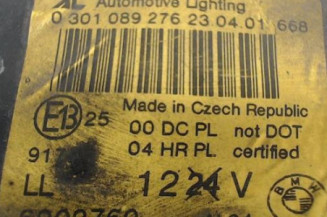 Automotive Lighting
0 301 089 276 23.04.01 668
Made in Czech Republic
E13 25
00 DC PL not DOT
04 HR PL certified
LL
12 24 V
BMW